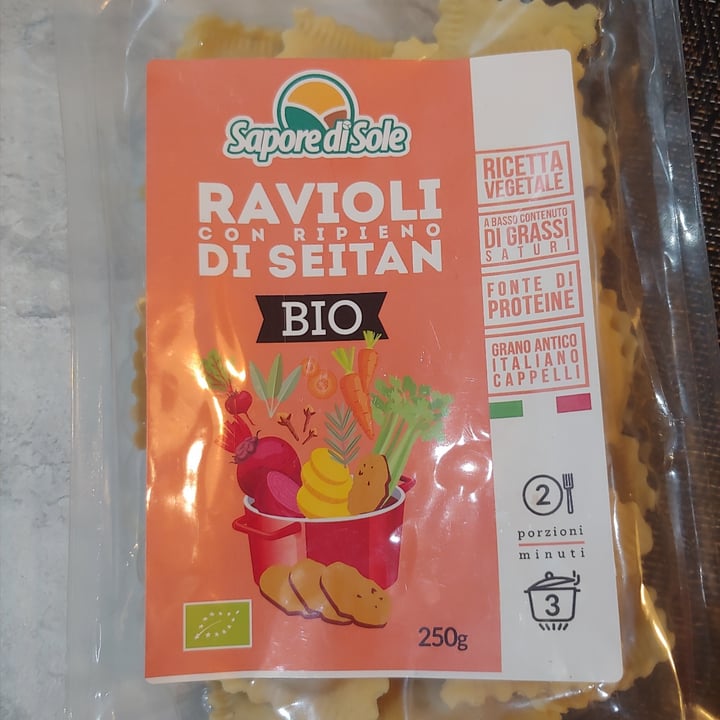 Sapore di Sole
RAVIOLI
CON RIPIENO
DI SEITAN
BIO
250g
RICETTA
VEGETALE
A BASSO CONTENUTO
DI GRASSI
SATURI
FONTE DI
PROTEINE
GRANO ANTICO
ITALIANO
CAPPELLI
2
porzioni
minuti
3